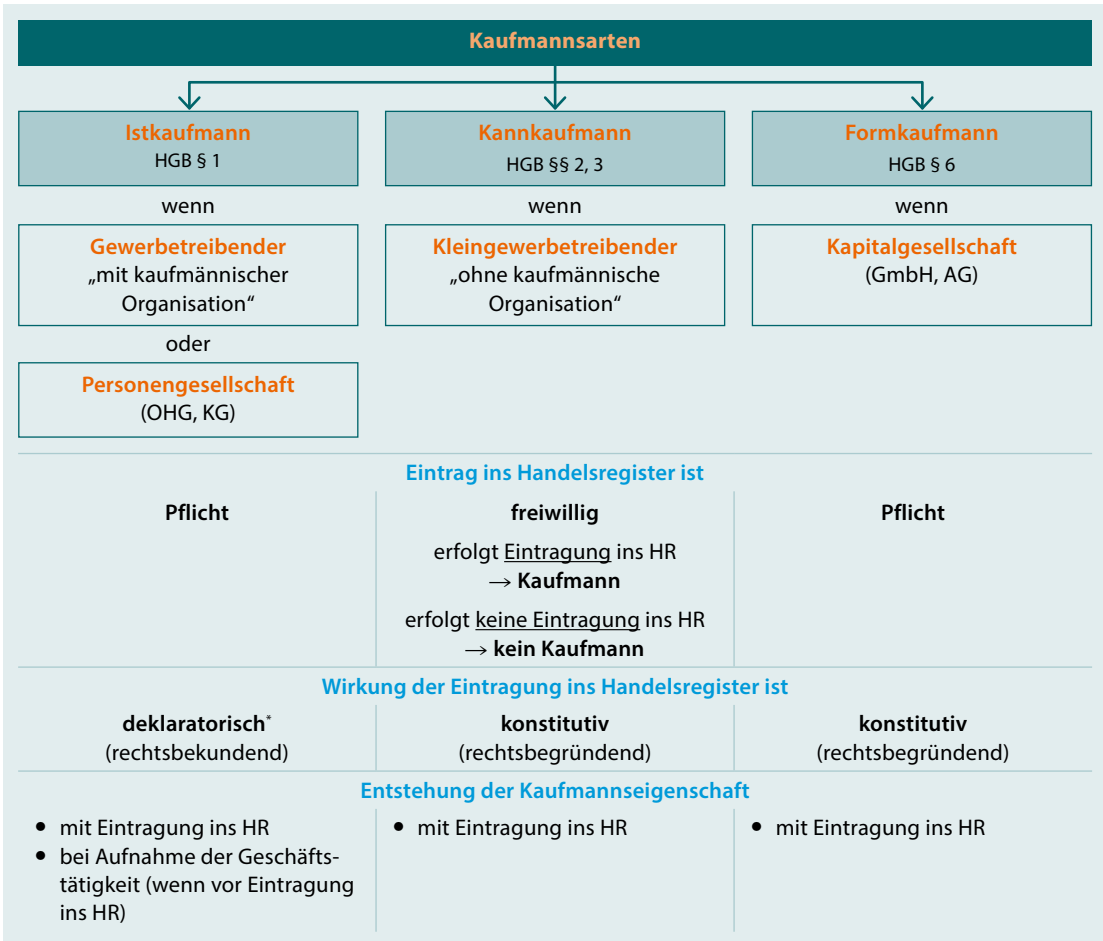 Kaufmannsarten
Istkaufmann
HGB § 1
Kannkaufmann
HGB §§ 2, 3
Formkaufmann
HGB § 6
wenn
wenn
wenn
Gewerbetreibender
„mit kaufmännischer
Organisation“
Kleingewerbetreibender
„ohne kaufmännische
Organisation“
Kapitalgesellschaft
(GmbH, AG)
oder
Personengesellschaft
(OHG, KG)
Eintrag ins Handelsregister ist
Pflicht
freiwillig
erfolgt Eintragung ins HR
→ Kaufmann
erfolgt keine Eintragung ins HR
→ kein Kaufmann
Pflicht
Wirkung der Eintragung ins Handelsregister ist
deklaratorisch*
(rechtsbekundend)
konstitutiv
(rechtsbegründend)
konstitutiv
(rechtsbegründend)
Entstehung der Kaufmannseigenschaft
• mit Eintragung ins HR
• bei Aufnahme der Geschäfts-
tätigkeit (wenn vor Eintragung
ins HR)
• mit Eintragung ins HR
• mit Eintragung ins HR